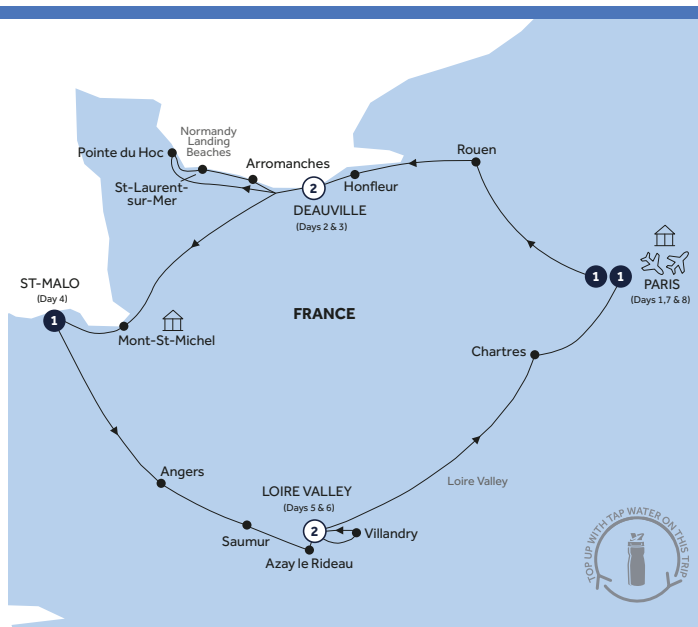 Normandy
Landing
Beaches
Pointe du Hoc
Arromanches
St-Laurent-
sur-Mer
2
DEAUVILLE
(Days 2 & 3)
Honfleur
Rouen
1
1
PARIS
(Days 1,7 & 8)
ST-MALO
(Day 4)
1
Mont-St-Michel
FRANCE
Chartres
Angers
LOIRE VALLEY
(Days 5 & 6)
2
Loire Valley
Villandry
Saumur
Azay le Rideau
TOP UP WITH TAP WATER ON THIS TRIP